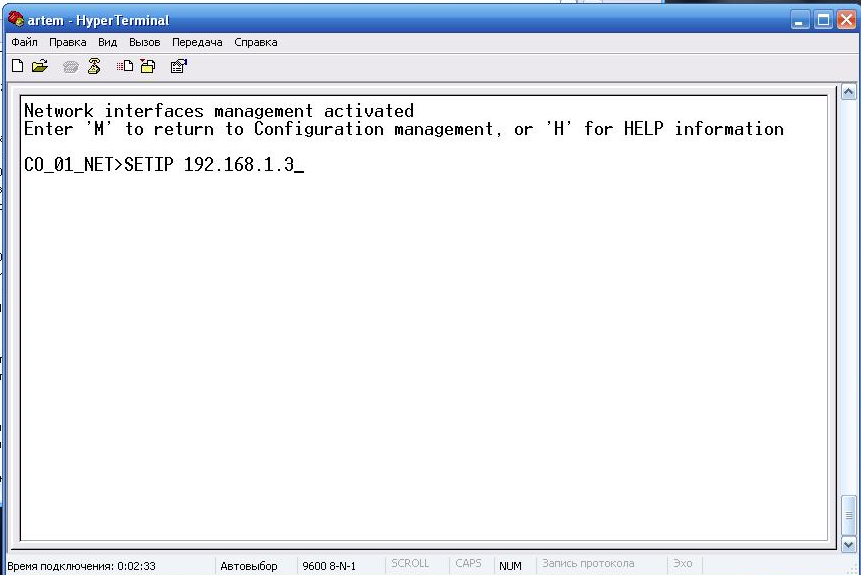 artem - HyperTerminal
Файл Правка Вид Вызов Передача Справка
Network interfaces management activated
Enter 'M' to return to Configuration management, or 'H' for HELP information
CO_01_NET>SETIP 192.168.1.3_
Время подключения: 0:02:33 Автовыбор 9600 8-N-1 SCROLL CAPS NUM Запись протокола Эхо